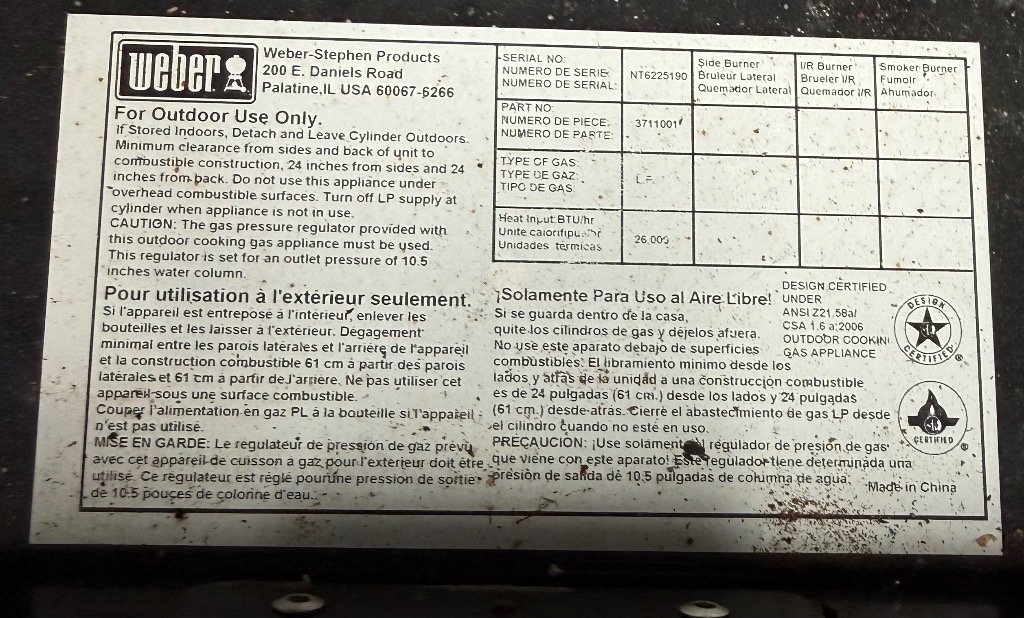 weber
Weber-Stephen Products
200 E. Daniels Road
Palatine,IL USA 60067-6266
For Outdoor Use Only.
If Stored Indoors, Detach and Leave Cylinder Outdoors.
Minimum clearance from sides and back of unit to
combustible construction, 24 inches from sides and 24
inches from back. Do not use this appliance under
overhead combustible surfaces. Turn off LP supply at
cylinder when appliance is not in use.
CAUTION: The gas pressure regulator provided with
this outdoor cooking gas appliance must be used.
This regulator is set for an outlet pressure of 10.5
inches water column.
SERIAL NO:
NUMERO DE SERIE
NUMERO DE SERIAL:
NT6225190
Side Burner
Bruleur Lateral
Quemador Lateral
I/R Burner
Brueler I/R
Quemador I/R
Smoker Burner
Fumoir
Ahumador
PART NO:
NUMERO DE PIECE:
NUMERO DE PARTE:
3711001
TYPE OF GAS:
TYPE DE GAZ:
TIPO DE GAS:
Heat Input:BTU/hr
Unite
Unidades térmicas
26,000
Pour utilisation à l'extérieur seulement.
Si l'appareil est entreposé à l'intérieur, enlever les
bouteilles et les laisser à l'extérieur. Dégagement
minimal entre les parois latérales et l'arrière de l'appareil
et la construction combustible 61 cm à partir des parois
latérales et 61 cm à partir de l'arrière. Ne pas utiliser cet
appareil sous une surface combustible.
Couper l'alimentation en gaz PL à la bouteille si l'appareil
n'est pas utilisé.
MISE EN GARDE: Le regulateur de pression de gaz prévu
avec cet appareil de cuisson à gaz pour l'extérieur doit être
utilisé. Ce régulateur est réglé pour une pression de sortie
de 10.5 pouces de colonne d'eau.
¡Solamente Para Uso al Aire Libre!
Si se guarda dentro de la casa,
quite los cilindros de gas y déjelos afuera.
No use este aparato debajo de superficies
combustibles. El libramiento minimo desde los
lados y atrás de la unidad a una construcción combustible
es de 24 pulgadas (61 cm.) desde los lados y 24 pulgadas
(61 cm.) desde atras. Cierre el abastecimiento de gas LP desde
el cilindro cuando no esté en uso.
PRECAUCIÓN: ¡Use solamente el régulador de presión de gas
que viene con este aparato! Este regulador tiene determinada una
presión de salida dé 10.5 pulgadas de columna de agua.
DESIGN CERTIFIED
UNDER
ANSI Z21.58a/
CSA 1.6 a:2006
OUTDOOR COOKIN
GAS APPLIANCE
DESIGN
CERTIFIED
®
CERTIFIED
®
Made in China